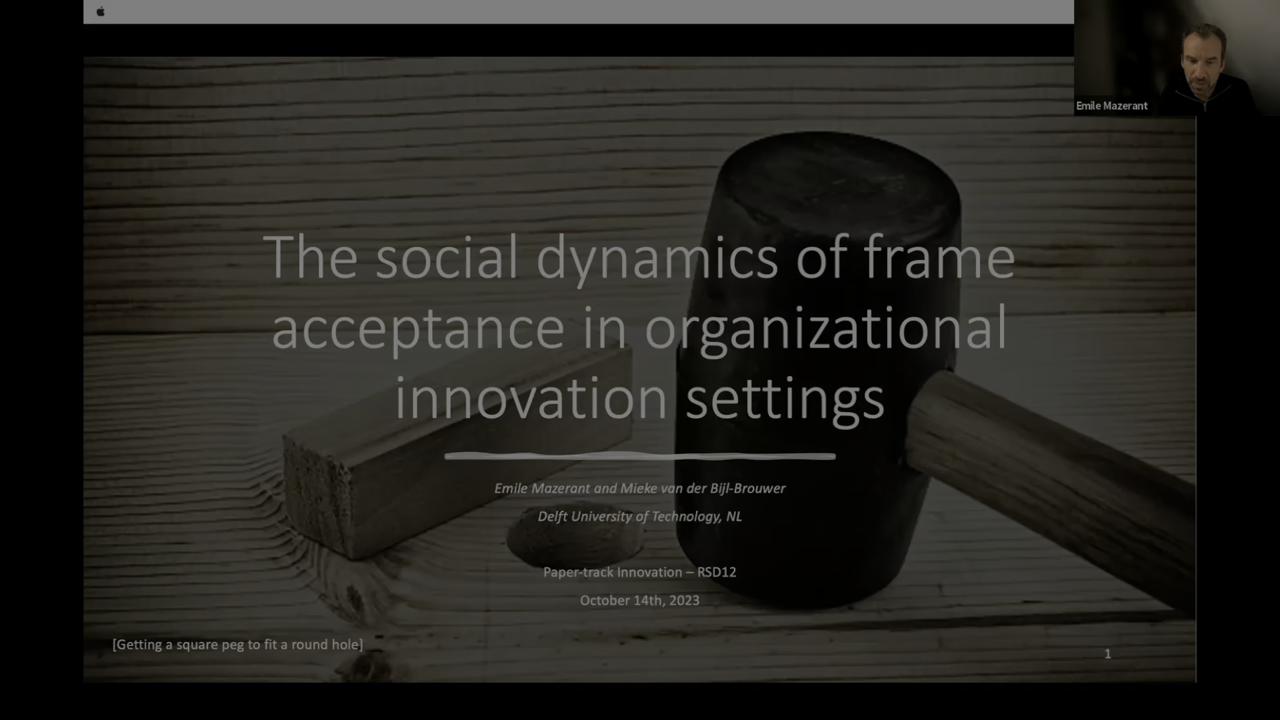 Emile Mazerant
The social dynamics of frame
acceptance in organizational
innovation settings
Emile Mazerant and Mieke van der Bijl-Brouwer
Delft University of Technology, NL
Paper-track Innovation – RSD12
October 14th, 2023
[Getting a square peg to fit a round hole]
1